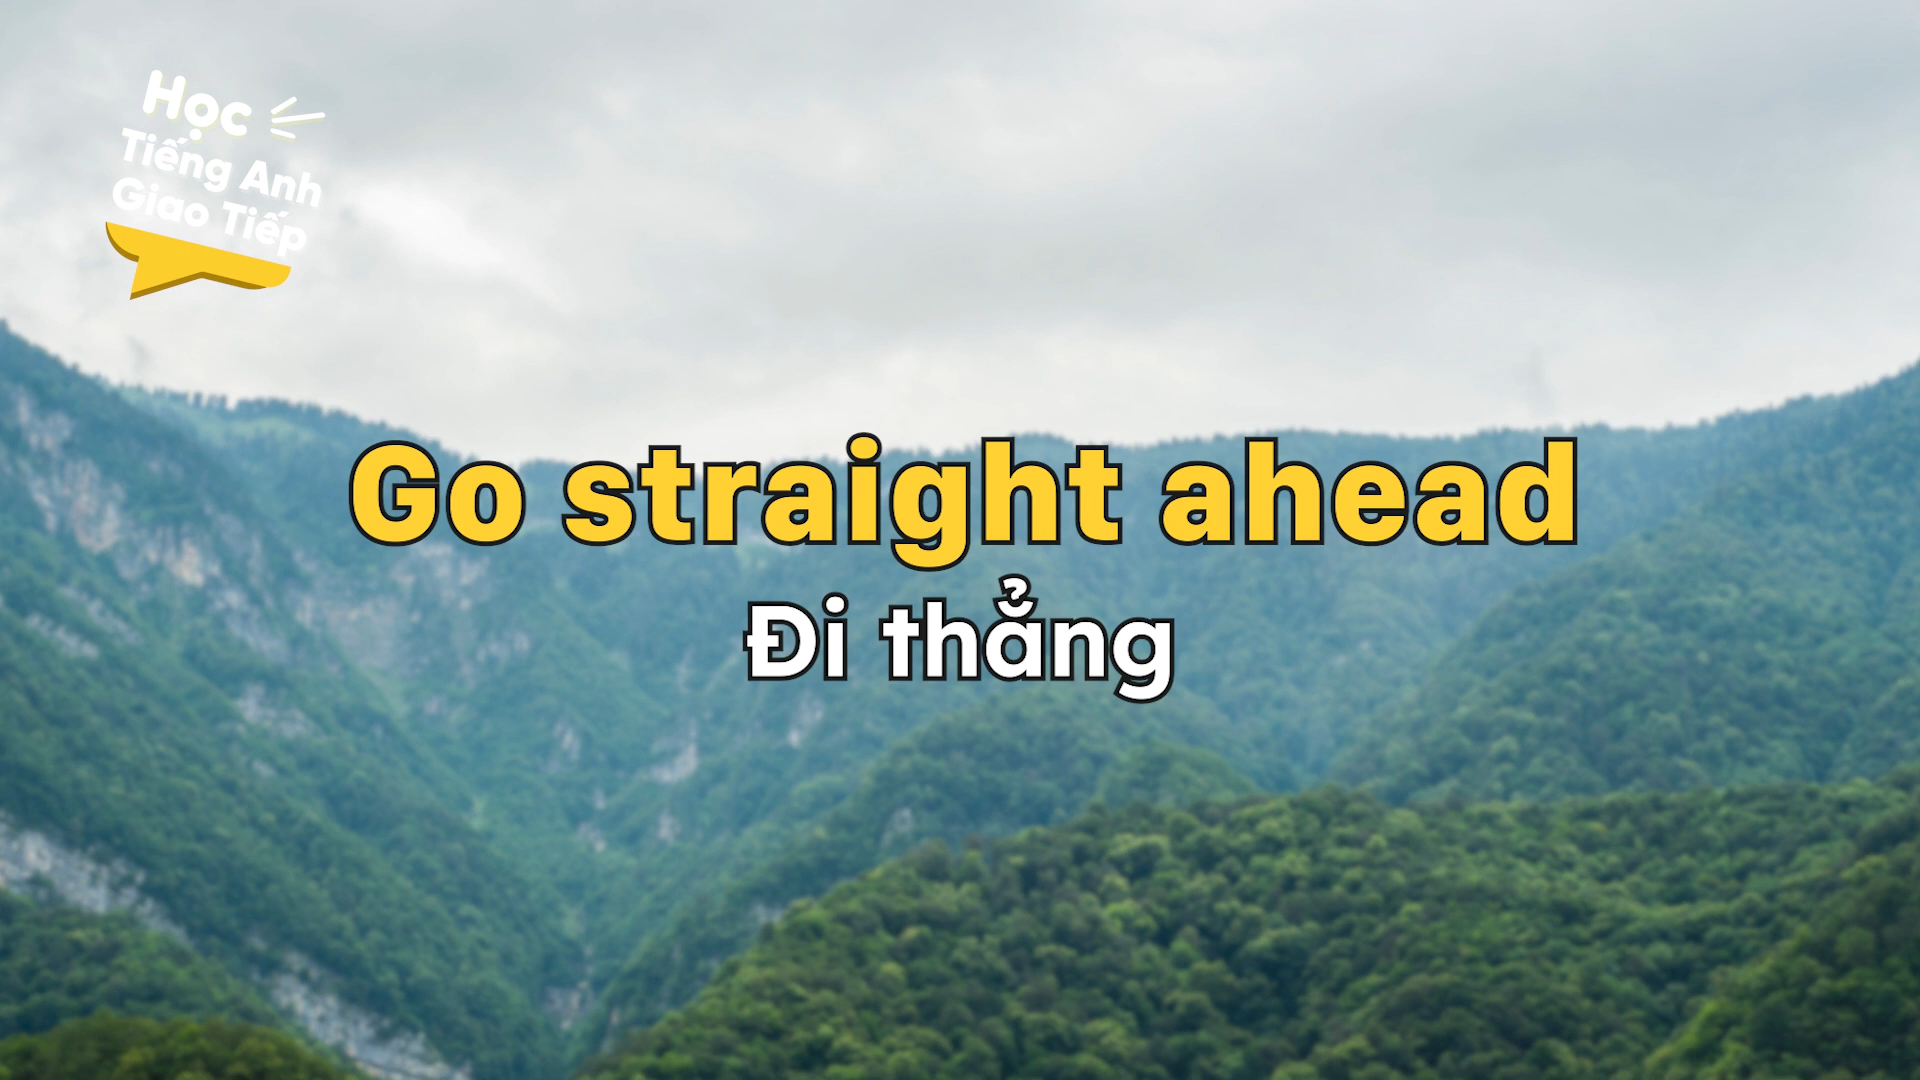 Học
Tiếng Anh
Giao Tiếp
Go straight ahead
Đi thẳng